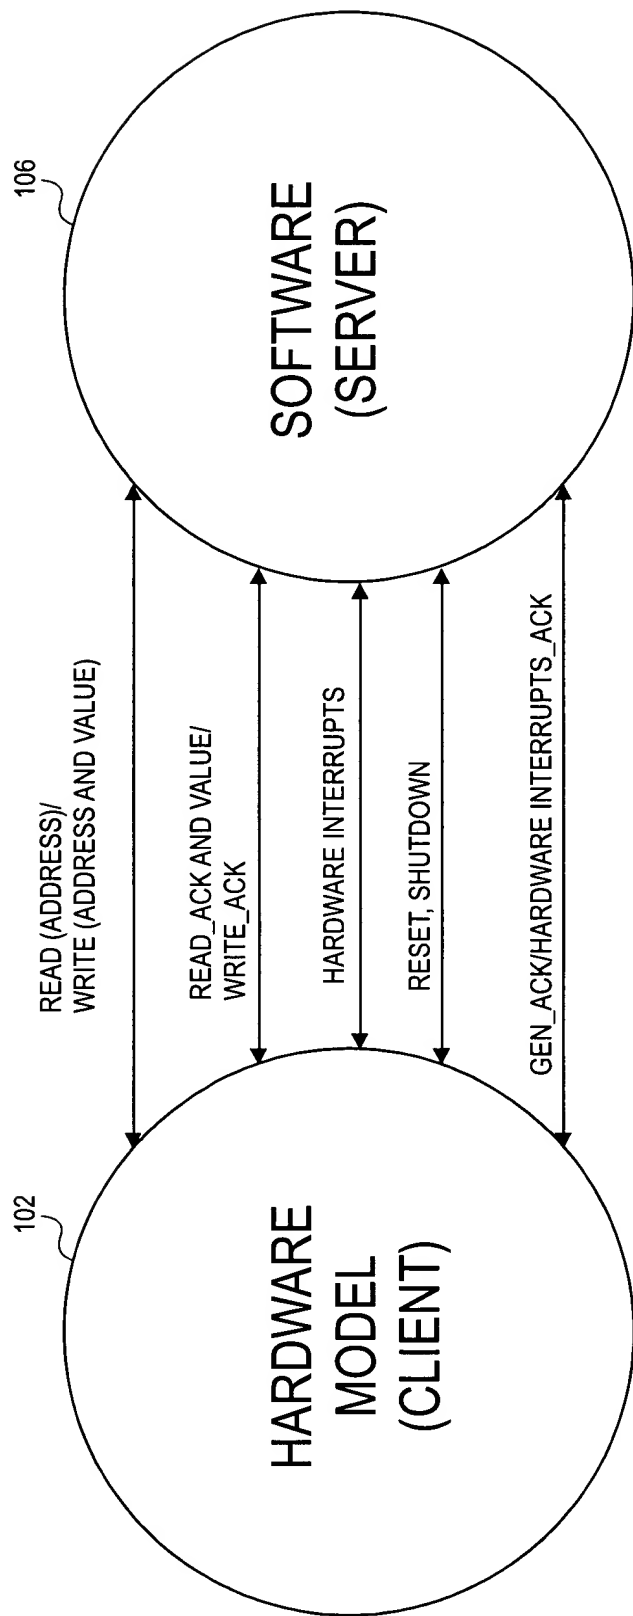 102
HARDWARE
MODEL
(CLIENT)
READ (ADDRESS)/
WRITE (ADDRESS AND VALUE)
READ_ACK AND VALUE/
WRITE_ACK
HARDWARE INTERRUPTS
RESET, SHUTDOWN
GEN_ACK/HARDWARE INTERRUPTS_ACK
106
SOFTWARE
(SERVER)